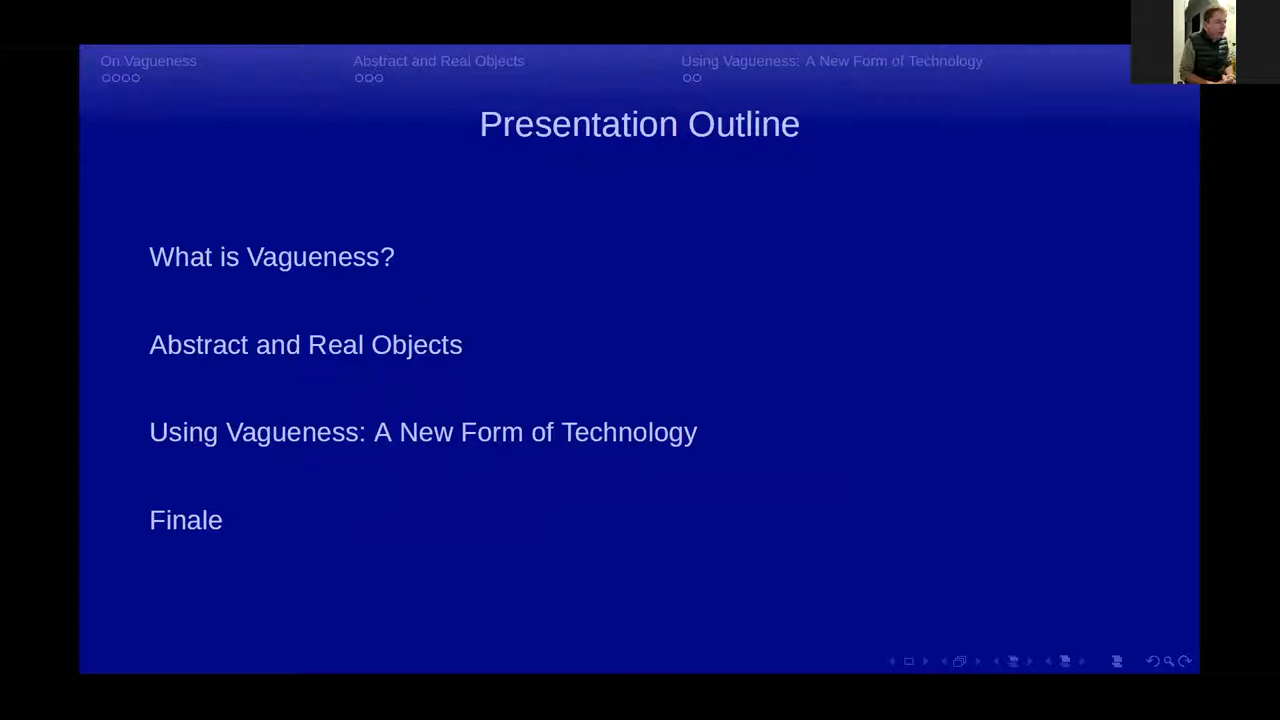 On Vagueness
Abstract and Real Objects
Using Vagueness: A New Form of Technology
Presentation Outline
What is Vagueness?
Abstract and Real Objects
Using Vagueness: A New Form of Technology
Finale